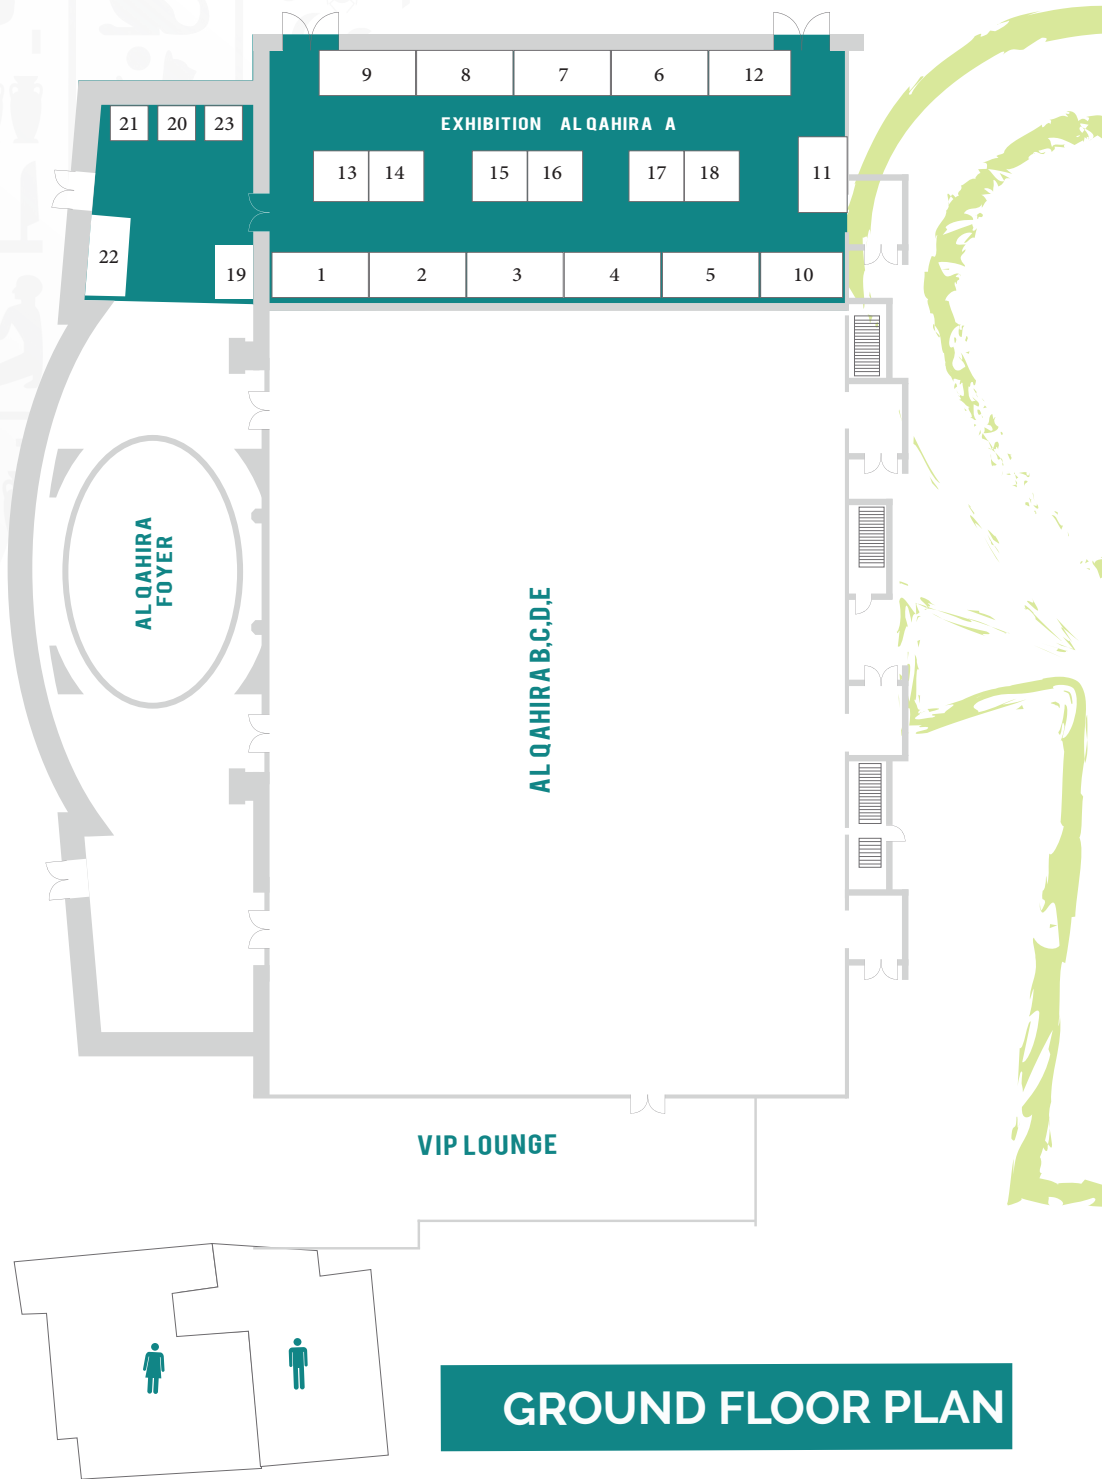 9 8 7 6 12
21 20 23
EXHIBITION AL QAHIRA A
13 14 15 16 17 18 11
22
19 1 2 3 4 5 10
AL QAHIRA
FOYER
AL QAHIRA B,C,D,E
VIP LOUNGE
GROUND FLOOR PLAN